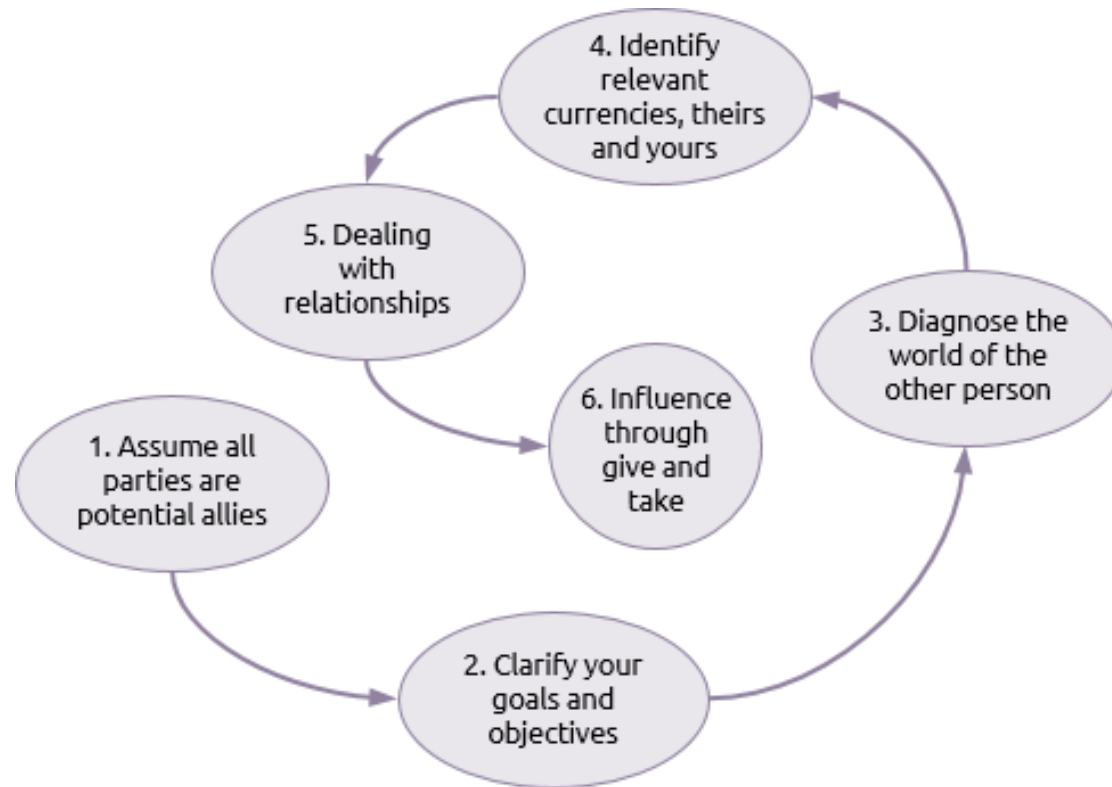 1. Assume all
parties are
potential allies
2. Clarify your
goals and
objectives
3. Diagnose the
world of the
other person
4. Identify
relevant
currencies, theirs
and yours
5. Dealing
with
relationships
6. Influence
through
give and
take